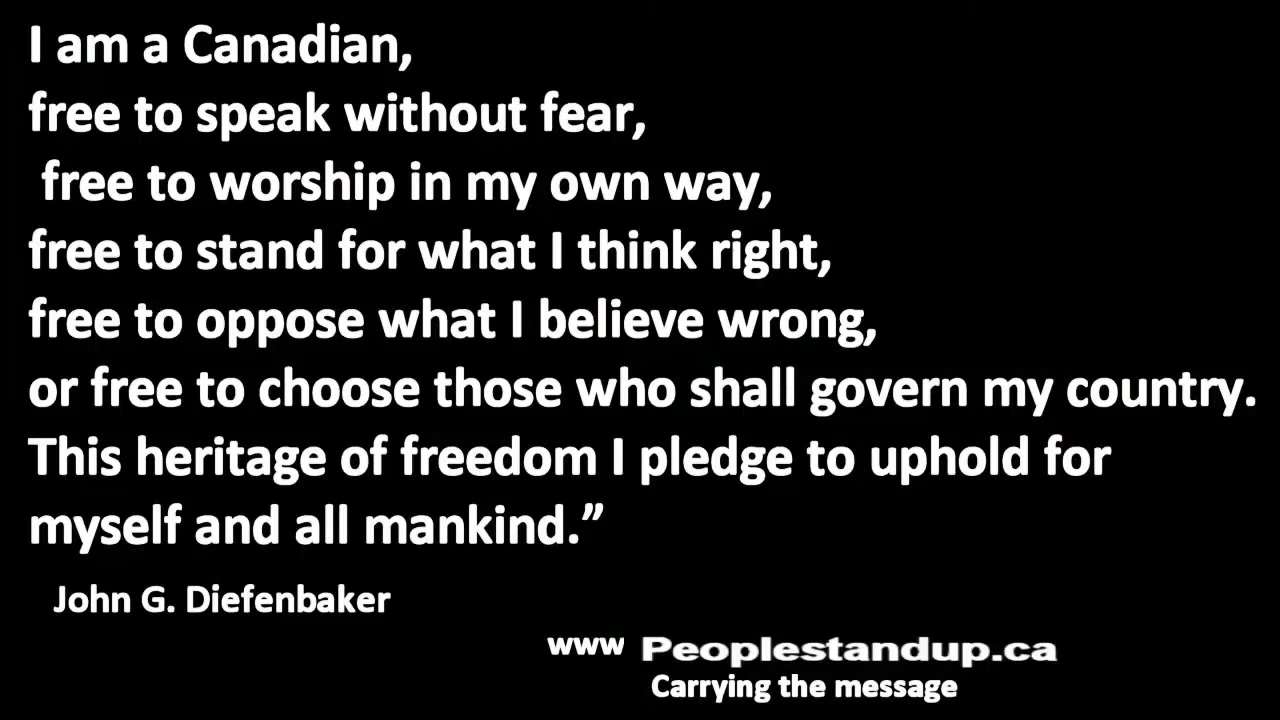 I am a Canadian,
free to speak without fear,
free to worship in my own way,
free to stand for what I think right,
free to oppose what I believe wrong,
or free to choose those who shall govern my country.
This heritage of freedom I pledge to uphold for
myself and all mankind.”
John G. Diefenbaker
www Peoplestandup.ca
Carrying the message